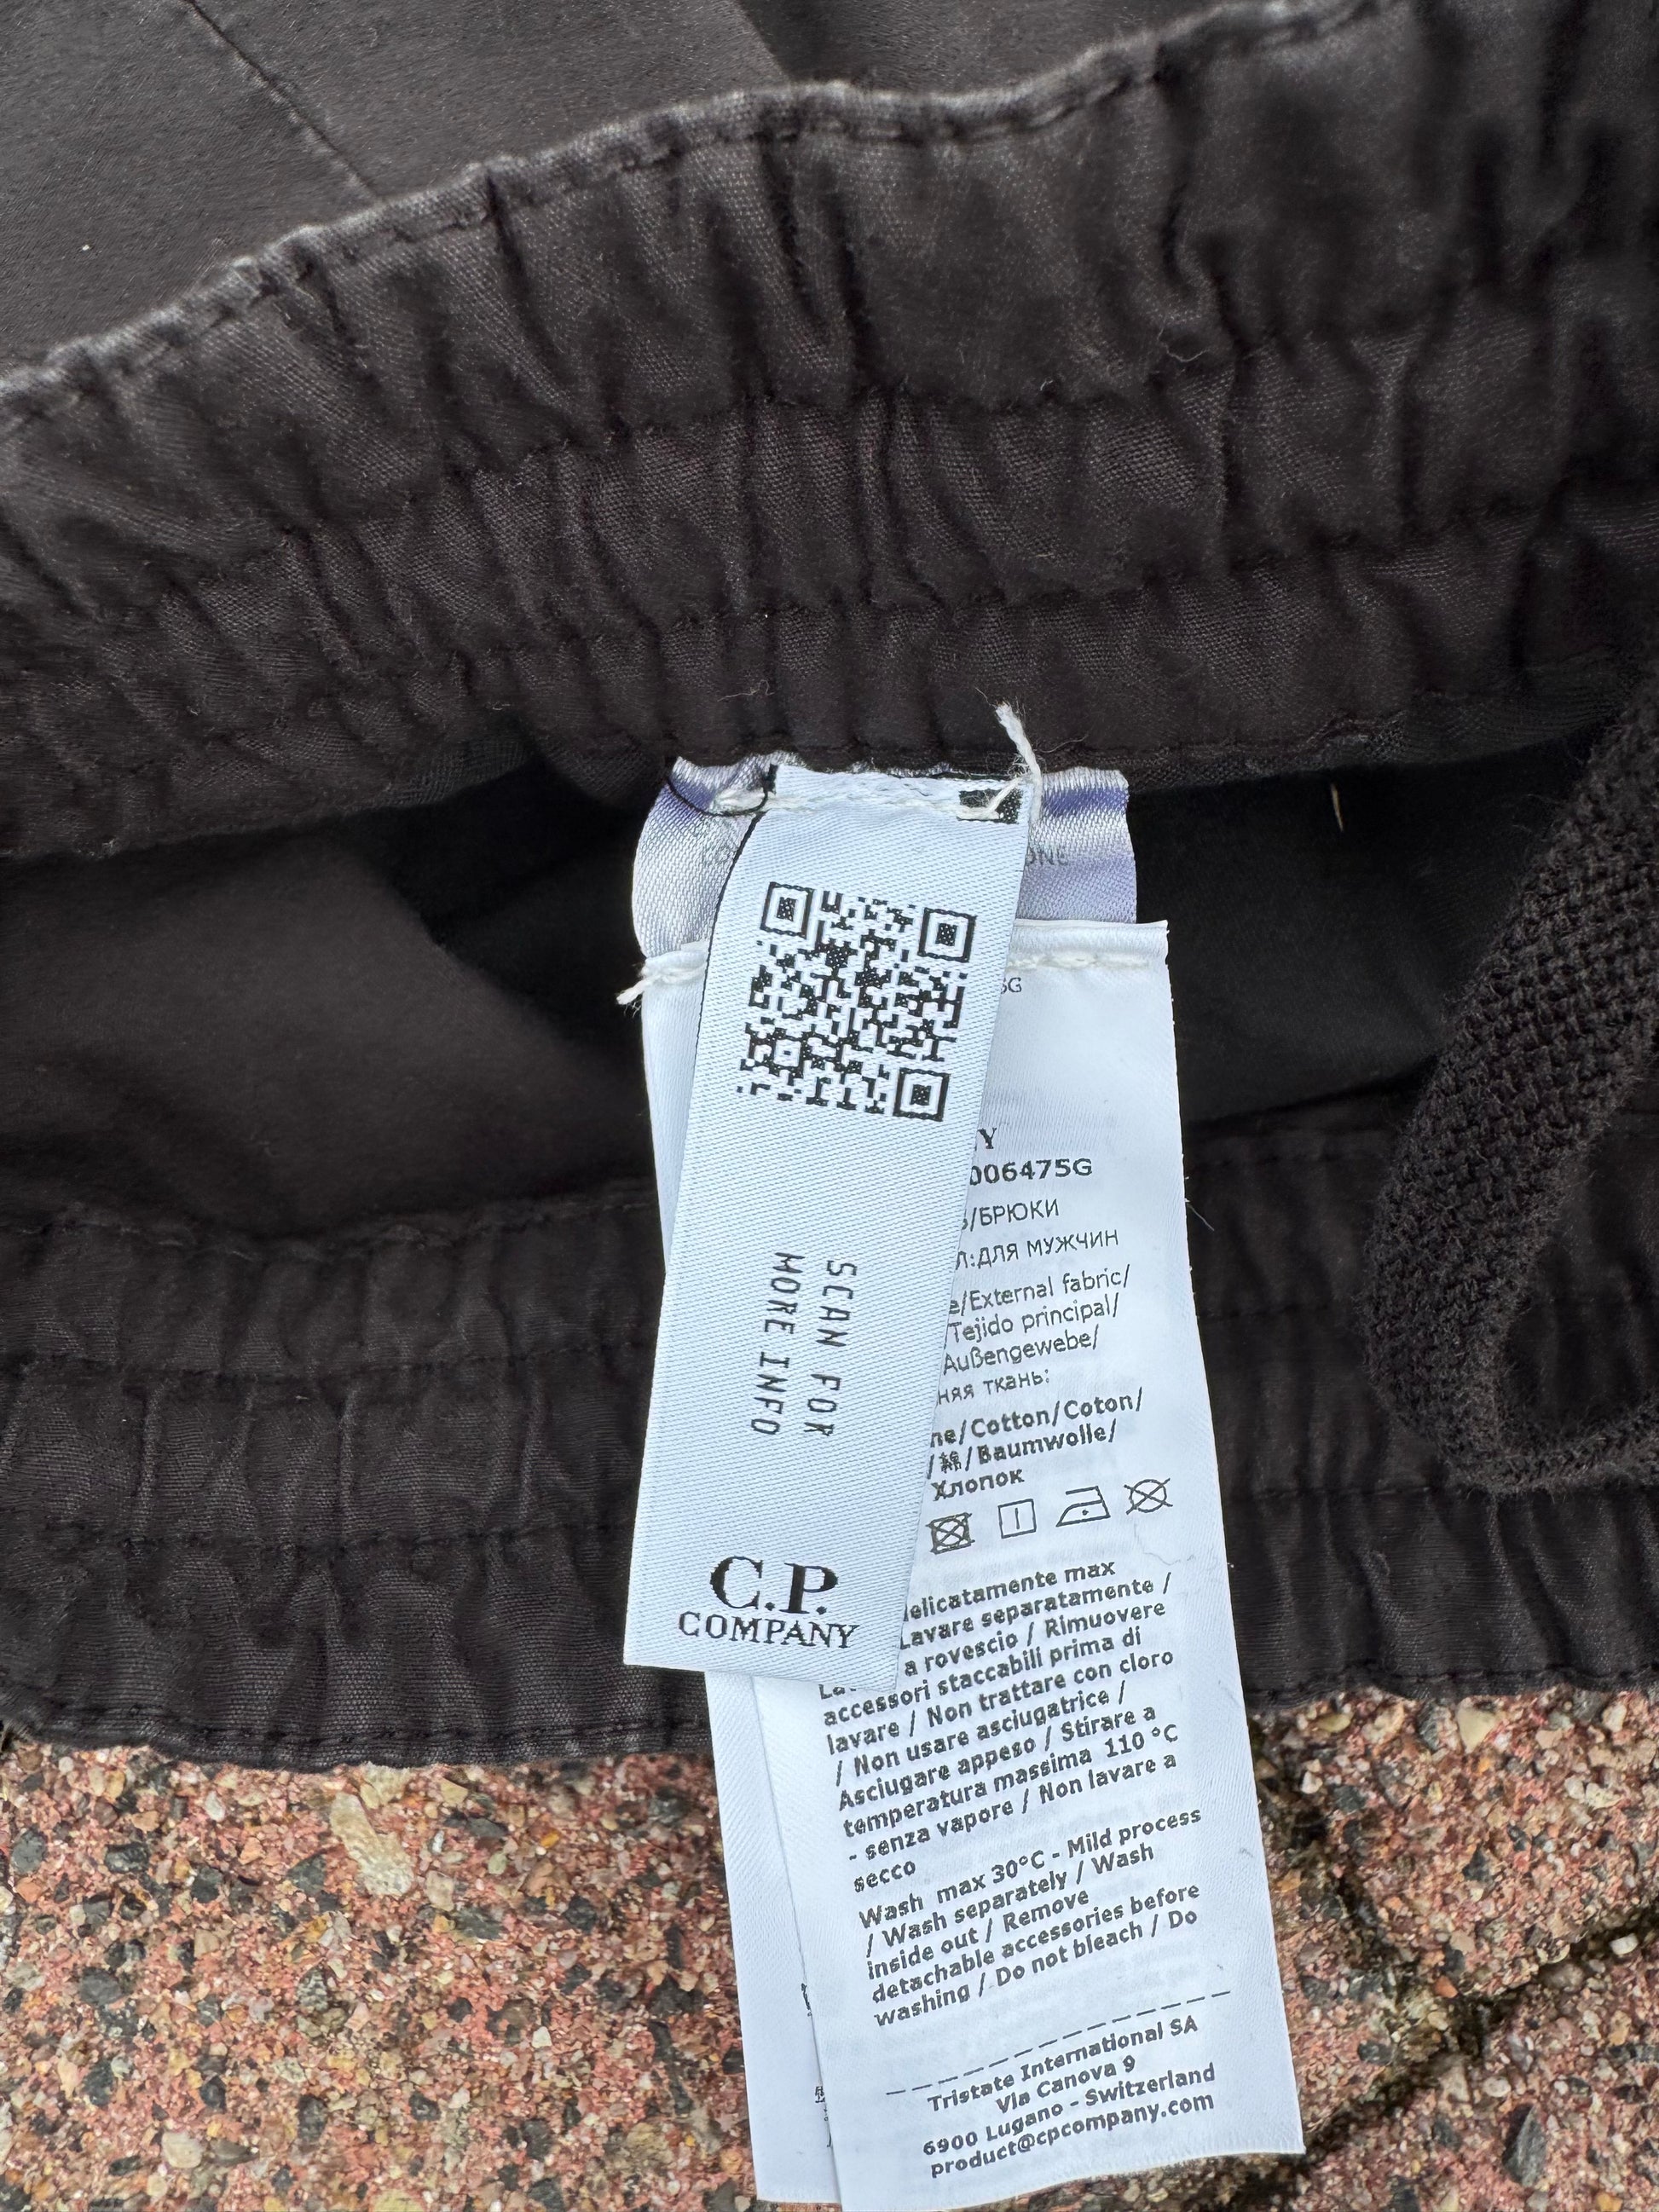 SCAN FOR
MORE INFO
C.P.
COMPANY
006475G
/БРЮКИ
ДЛЯ МУЖЧИН
/External fabric/
Tejido principal/
Außengewebe/
ткань:
/Cotton/Coton/
/綿/Baumwolle/
Хлопок
max
Lavare separatamente /
a rovescio / Rimuovere
accessori staccabili prima di
lavare / Non trattare con cloro
/ Non usare asciugatrice /
Asciugare appeso / Stirare a
temperatura massima 110 °C
- senza vapore / Non lavare a
secco
Wash max 30°C - Mild process
/ Wash separately / Wash
inside out / Remove
detachable accessories before
washing / Do not bleach / Do
Tristate International SA
Via Canova 9
6900 Lugano - Switzerland
product@cpcompany.com